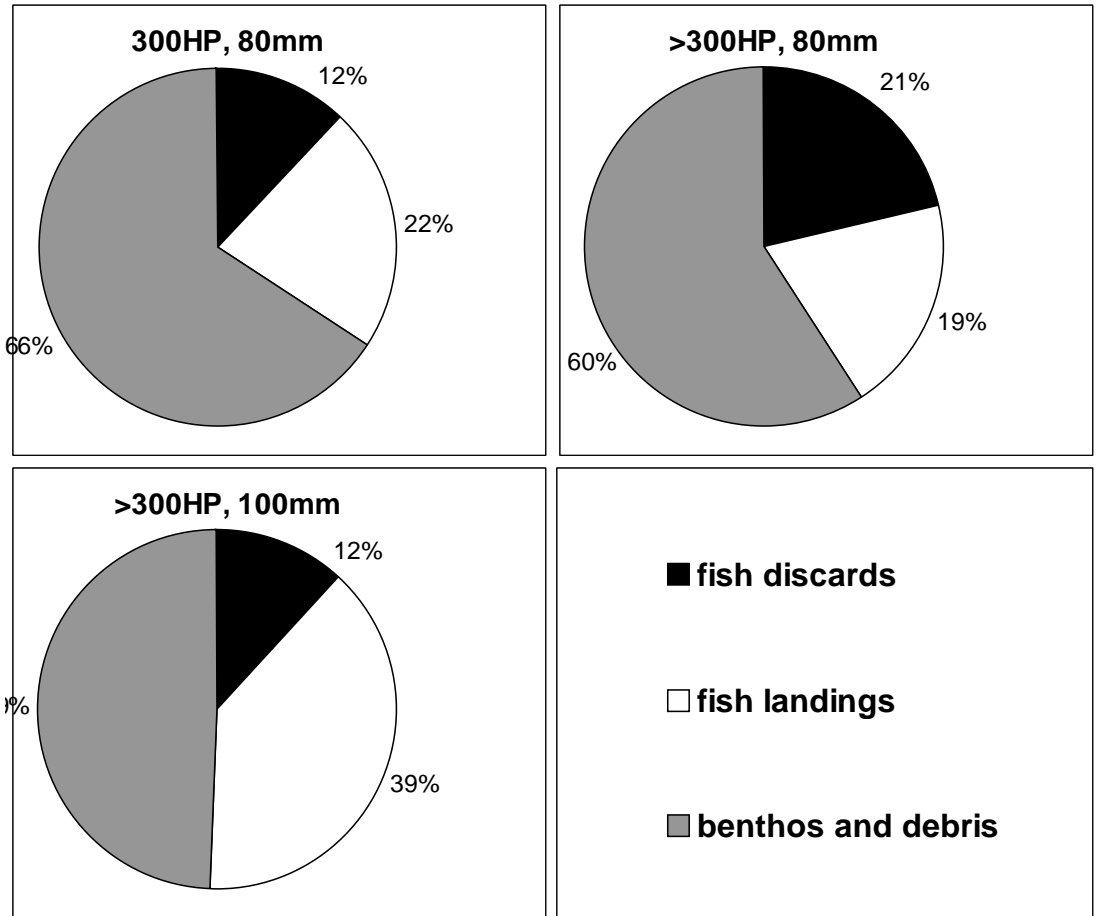 300HP, 80mm
12%
22%
66%
>300HP, 80mm
21%
19%
60%
>300HP, 100mm
12%
39%
fish discards
fish landings
benthos and debris